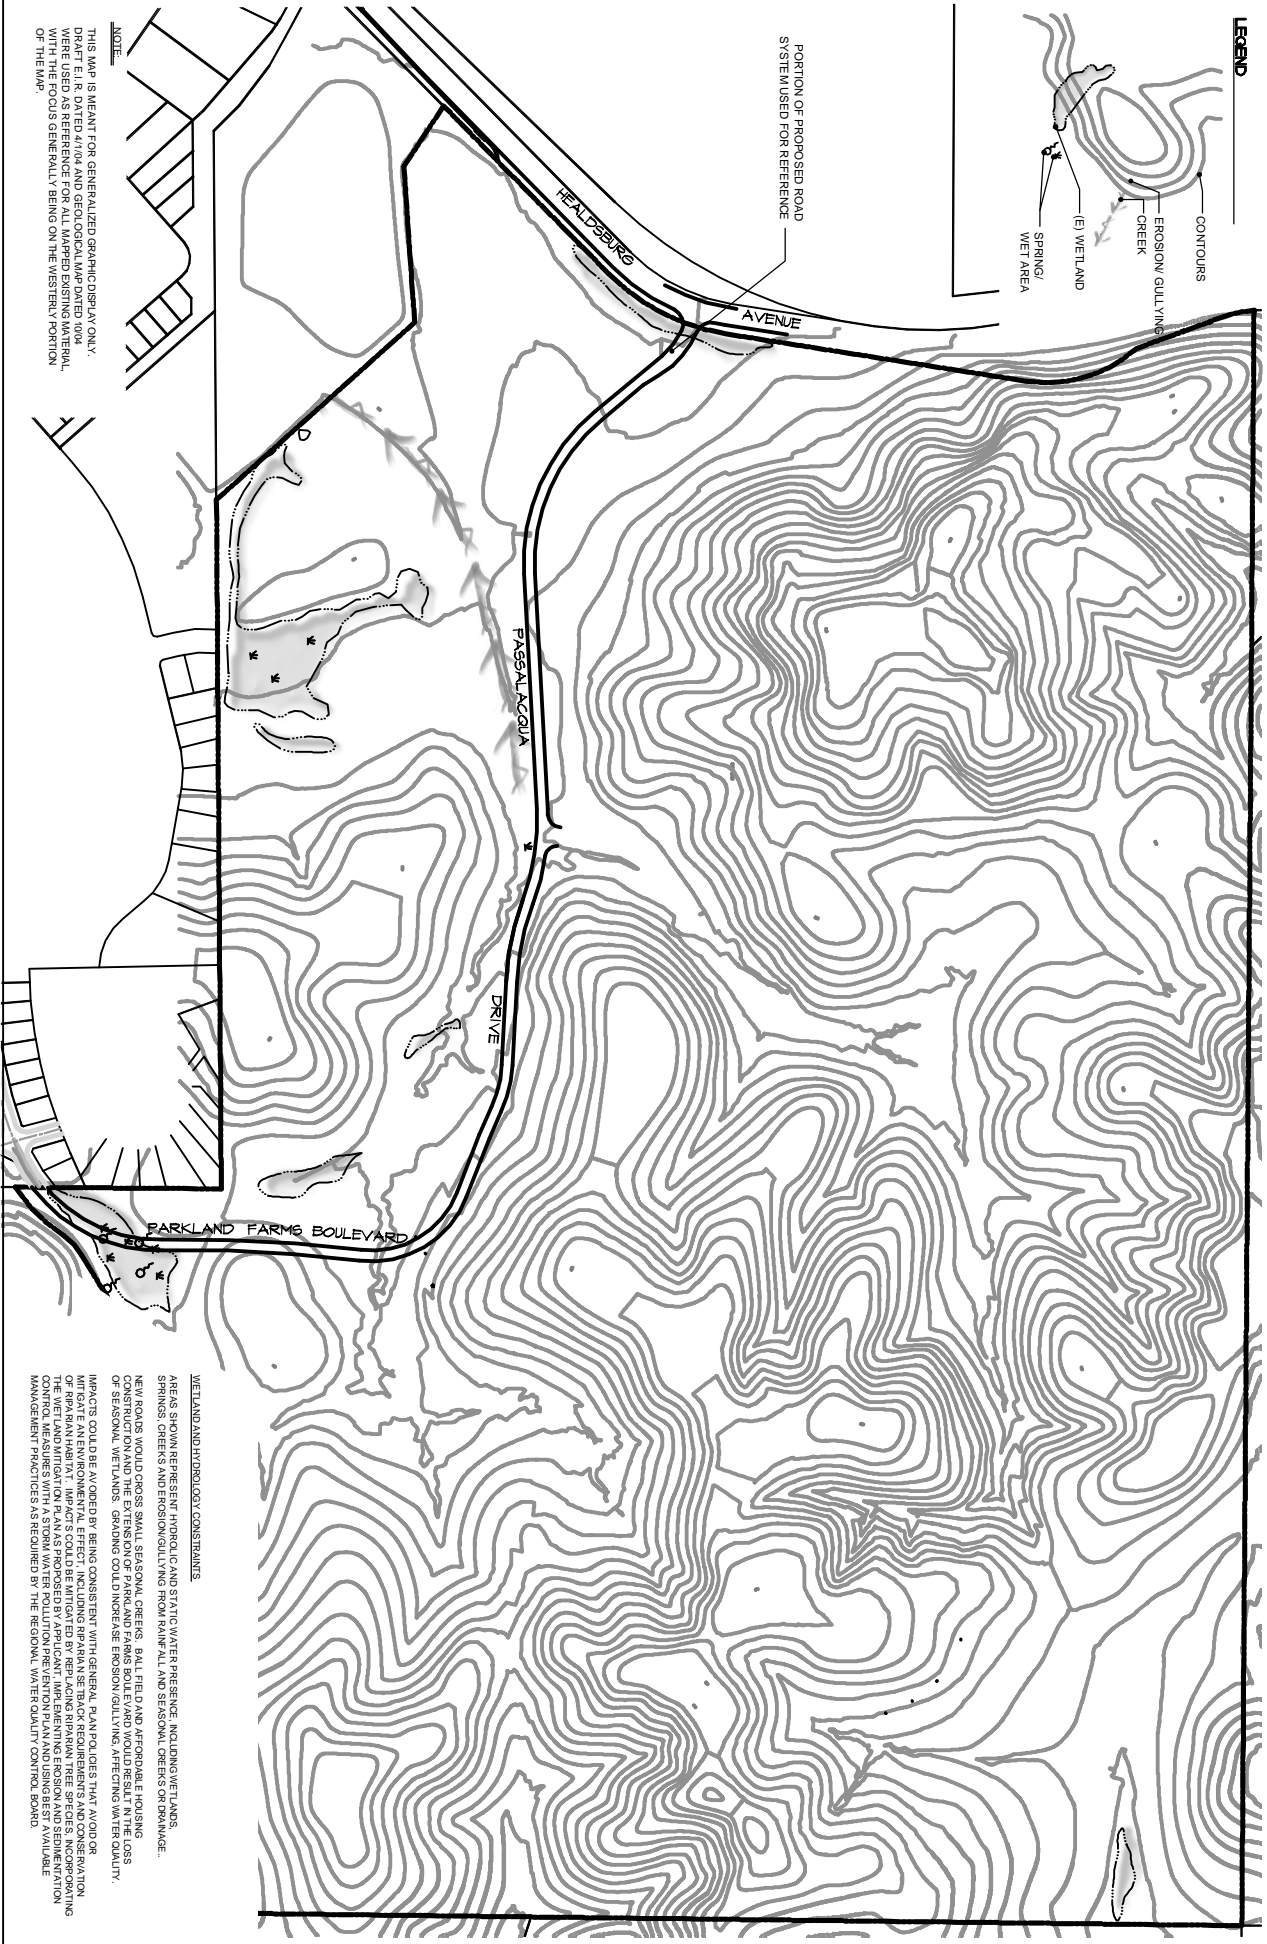 LEGEND
CONTOURS
EROSION/ GULLYING
CREEK
(E) WETLAND
SPRING/
WET AREA
PORTION OF PROPOSED ROAD
SYSTEM USED FOR REFERENCE
HEALDSBURG
AVENUE
PASSALACQUA
DRIVE
PARKLAND FARMS BOULEVARD
NOTE:
THIS MAP IS MEANT FOR GENERALIZED GRAPHIC DISPLAY ONLY.
DRAFT E.I.R. DATED 4/1/04 AND GEOLOGICAL MAP DATED 10/04
WERE USED AS REFERENCE FOR ALL MAPPED EXISTING MATERIAL,
WITH THE FOCUS GENERALLY BEING ON THE WESTERLY PORTION
OF THE MAP.
WETLAND AND HYDROLOGY CONSTRAINTS
AREAS SHOWN REPRESENT HYDROLIC AND STATIC WATER PRESENCE, INCLUDING WETLANDS,
SPRINGS, CREEKS AND EROSION/GULLYING FROM RAINFALL AND SEASONAL CREEKS OR DRAINAGE..
NEW ROADS WOULD CROSS SMALL SEASONAL CREEKS. BALL FIELD AND AFFORDABLE HOUSING
CONSTRUCTION AND THE EXTENSION OF PARKLAND FARMS BOULEVARD WOULD RESULT IN THE LOSS
OF SEASONAL WETLANDS. GRADING COULD INCREASE EROSION/GULLYING, AFFECTING WATER QUALITY.
IMPACTS COULD BE AVOIDED BY BEING CONSISTENT WITH GENERAL PLAN POLICIES THAT AVOID OR
MITIGATE AN ENVIRONMENTAL EFFECT, INCLUDING RIPARIAN SETBACK REQUIREMENTS AND CONSERVATION
OF RIPARIAN HABITAT. IMPACTS COULD BE MITIGATED BY REPLACING RIPARIAN TREE SPECIES, INCORPORATING
THE WETLAND MITIGATION PLAN AS PROPOSED BY APPLICANT, IMPLEMENTING EROSION AND SEDIMENTATION
CONTROL MEASURES WITH A STORM WATER POLLUTION PREVENTION PLAN AND USING BEST AVAILABLE
MANAGEMENT PRACTICES AS REQUIRED BY THE REGIONAL WATER QUALITY CONTROL BOARD.